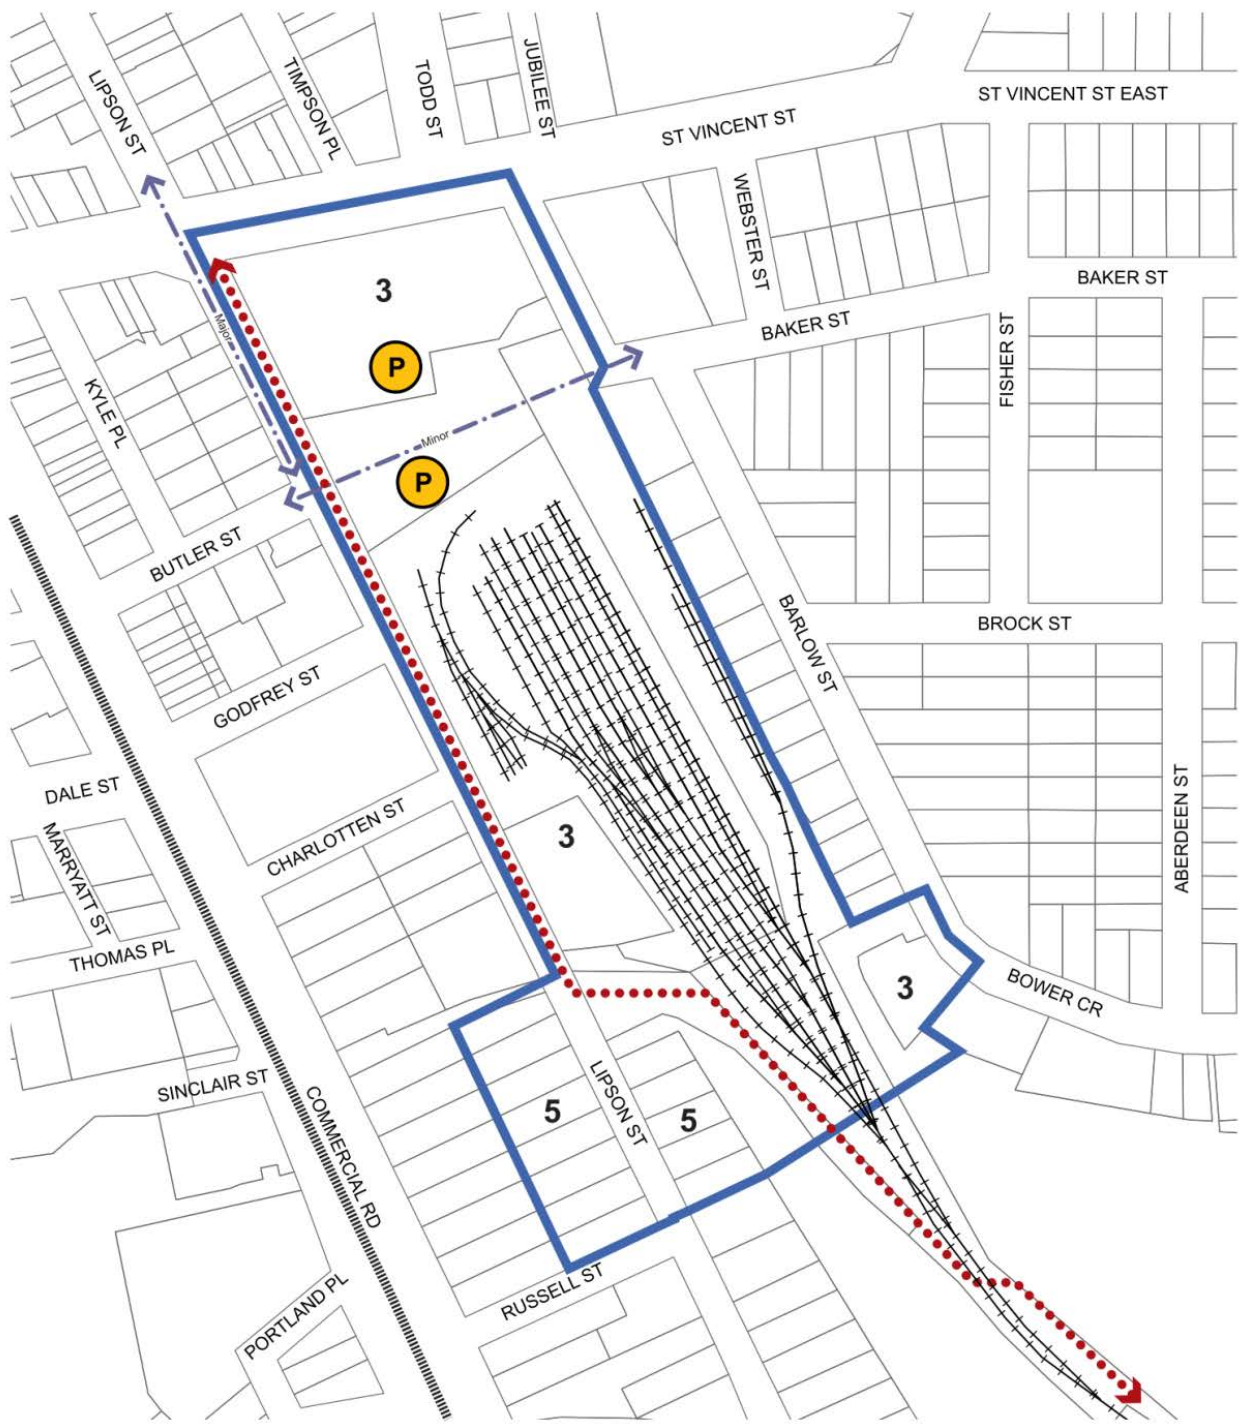 LIPSON ST
TIMPSON PL
TODD ST
JUBILEE ST
ST VINCENT ST
ST VINCENT ST EAST
WEBSTER ST
BAKER ST
BAKER ST
FISHER ST
3
P
Major
Minor
P
KYLE PL
BUTLER ST
GODFREY ST
BARLOW ST
BROCK ST
DALE ST
MARRYATT ST
CHARLOTTEN ST
3
ABERDEEN ST
THOMAS PL
3
BOWER CR
SINCLAIR ST
COMMERCIAL RD
5
LIPSON ST
5
RUSSELL ST
PORTLAND PL